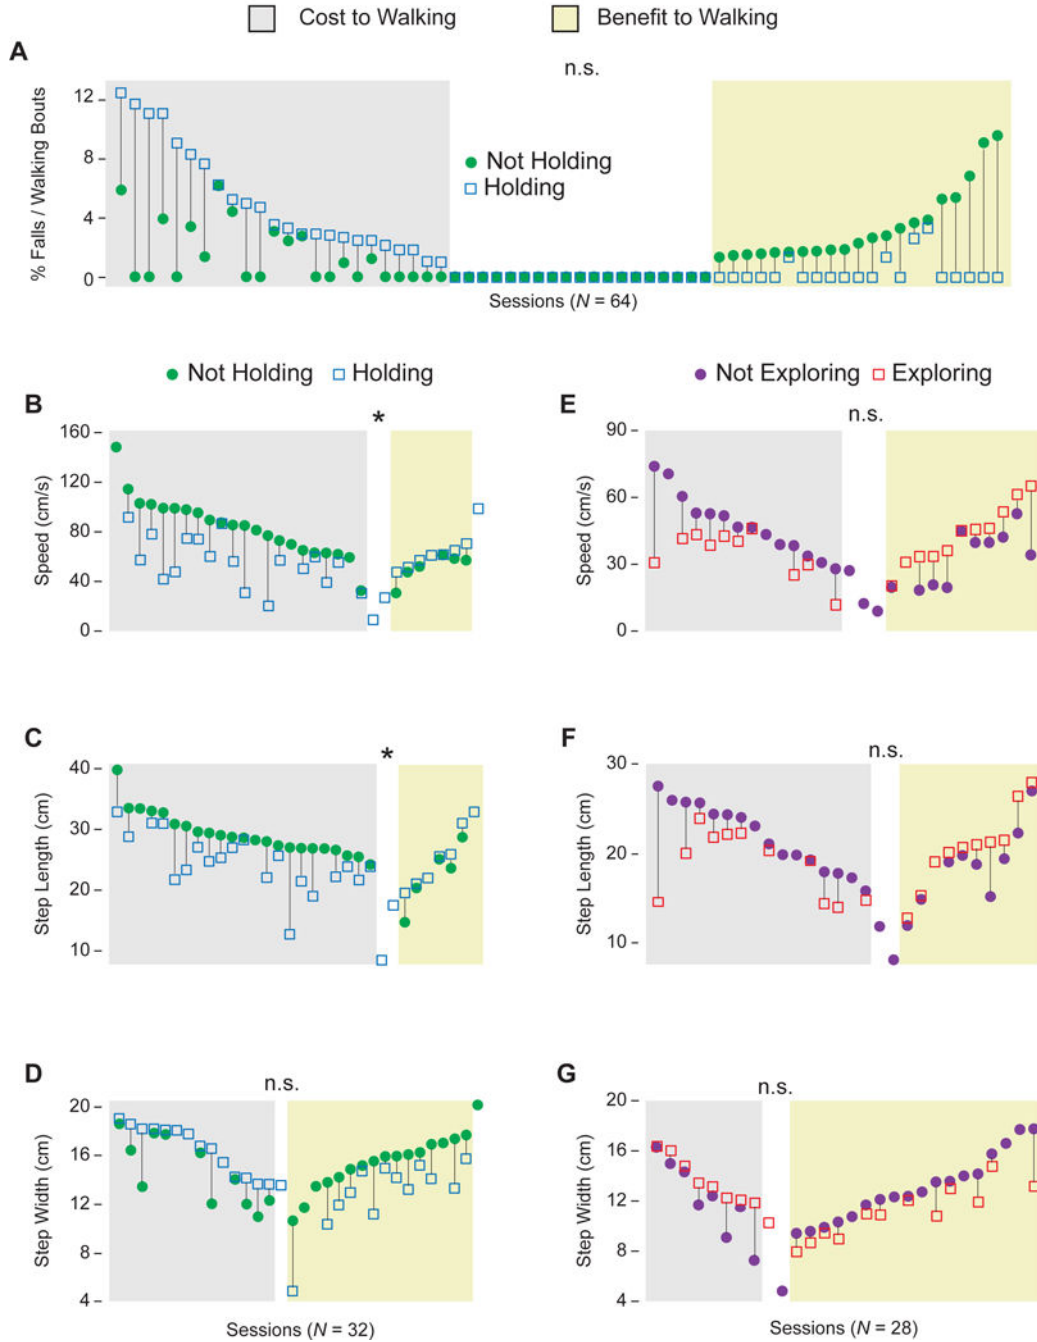 Cost to Walking
Benefit to Walking
A
n.s.
% Falls / Walking Bouts
12
8
4
0
Not Holding
Holding
Sessions (N = 64)
Not Holding
Holding
Not Exploring
Exploring
B
*
Speed (cm/s)
160
120
80
40
0
E
n.s.
Speed (cm/s)
90
60
30
0
C
*
Step Length (cm)
40
30
20
10
F
n.s.
Step Length (cm)
30
20
10
D
n.s.
Step Width (cm)
20
16
12
8
4
Sessions (N = 32)
G
n.s.
Step Width (cm)
20
16
12
8
4
Sessions (N = 28)